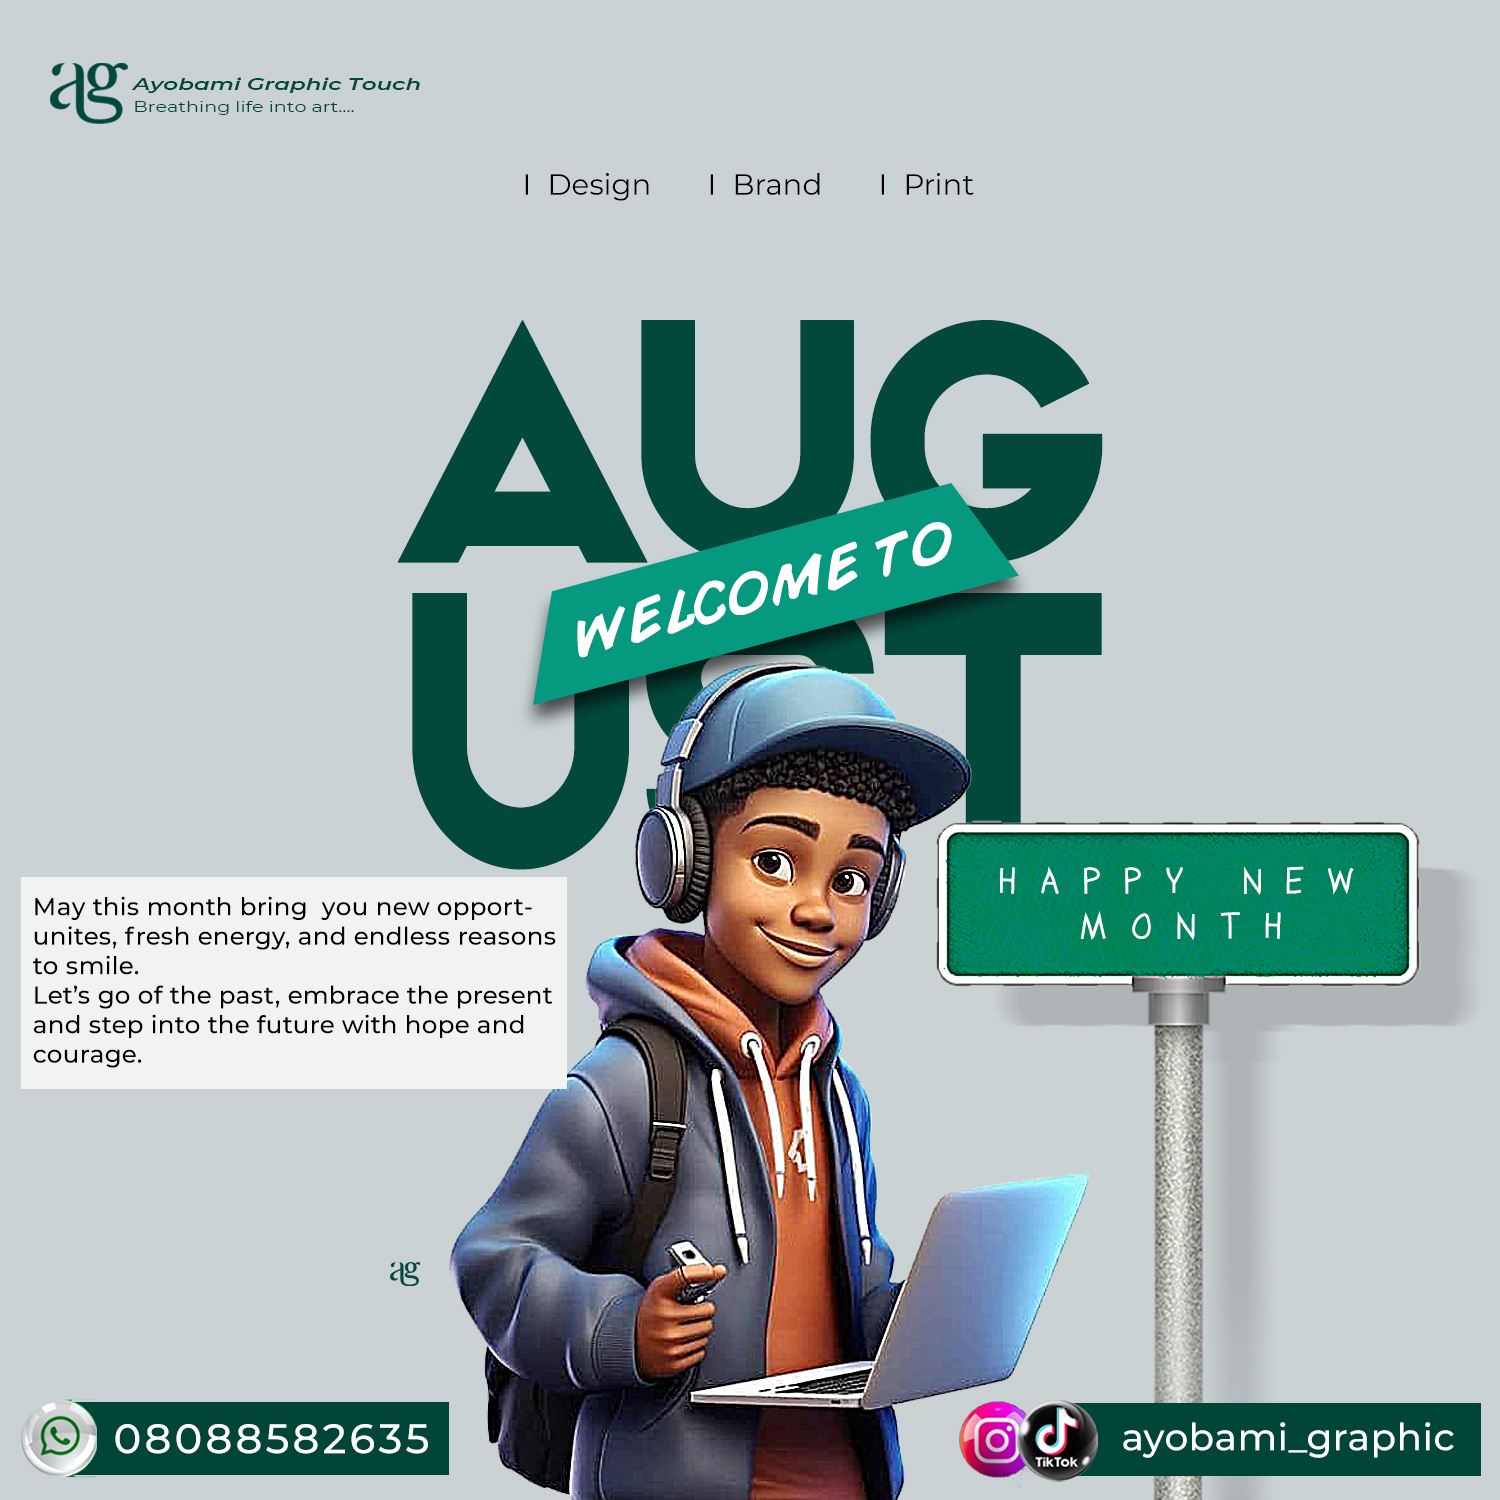 ag Ayobami Graphic Touch
Breathing life into art....
I Design I Brand I Print
AUG
WELCOME TO
UST
HAPPY NEW
MONTH
May this month bring  you new opport-
unites, fresh energy, and endless reasons
to smile.
Let's go of the past, embrace the present
and step into the future with hope and
courage.
ag
08088582635
TikTok
ayobami_graphic